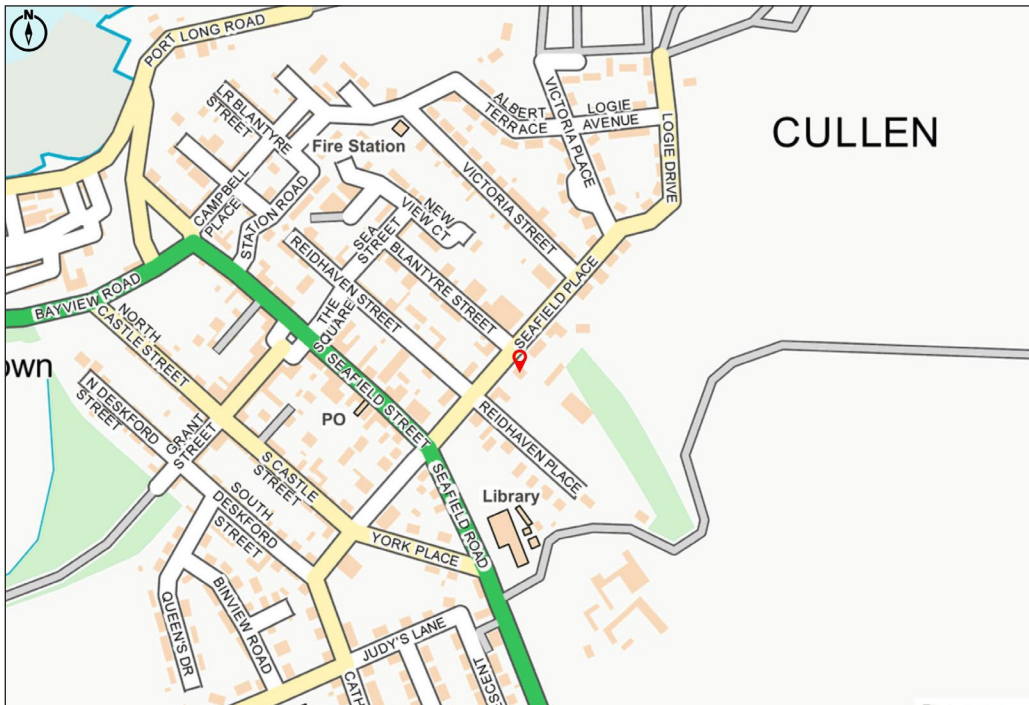 N
PORT LONG ROAD
LR BLANTYRE
STREET
Fire Station
ALBERT
TERRACE
LOGIE
AVENUE
VICTORIA PLACE
LOGIE DRIVE
CULLEN
VICTORIA STREET
CAMPBELL
PLACE
STATION ROAD
NEW
VIEW CT
SEA
STREET
REIDHAVEN STREET
BLANTYRE STREET
SEAFIELD PLACE
BAYVIEW ROAD
THE
SQUARE
NORTH
CASTLE STREET
own
SEAFIELD STREET
N DESKFORD
STREET
PO
GRANT
STREET
REIDHAVEN PLACE
S CASTLE
STREET
SEAFIELD ROAD
Library
SOUTH
DESKFORD
STREET
YORK PLACE
QUEEN'S DR
BINVIEW ROAD
JUDY'S LANE
CATH
ESCENT